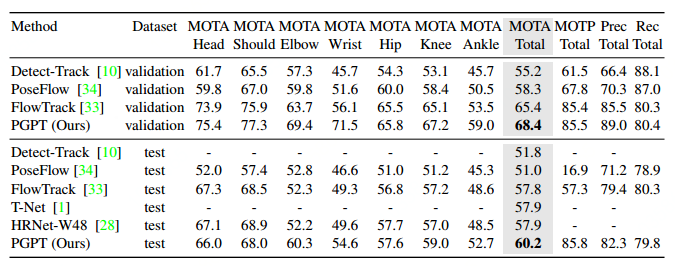 Method Dataset MOTA MOTA MOTA MOTA MOTA MOTA MOTA MOTA MOTP Prec Rec
Head Should Elbow Wrist Hip Knee Ankle Total Total Total Total
Detect-Track [10] validation 61.7 65.5 57.3 45.7 54.3 53.1 45.7 55.2 61.5 66.4 88.1
PoseFlow [34] validation 59.8 67.0 59.8 51.6 60.0 58.4 50.5 58.3 67.8 70.3 87.0
FlowTrack [33] validation 73.9 75.9 63.7 56.1 65.5 65.1 53.5 65.4 85.4 85.5 80.3
PGPT (Ours) validation 75.4 77.3 69.4 71.5 65.8 67.2 59.0 68.4 85.5 89.0 80.4
Detect-Track [10] test - - - - - - - 51.8 - - -
PoseFlow [34] test 52.0 57.4 52.8 46.6 51.0 51.2 45.3 51.0 16.9 71.2 78.9
FlowTrack [33] test 67.3 68.5 52.3 49.3 56.8 57.2 48.6 57.8 57.3 79.4 80.3
T-Net [1] test - - - - - - - 57.9 - - -
HRNet-W48 [28] test 67.1 68.9 52.2 49.6 57.7 57.0 48.5 57.9 - - -
PGPT (Ours) test 66.0 68.0 60.3 54.6 57.6 59.0 52.7 60.2 85.8 82.3 79.8